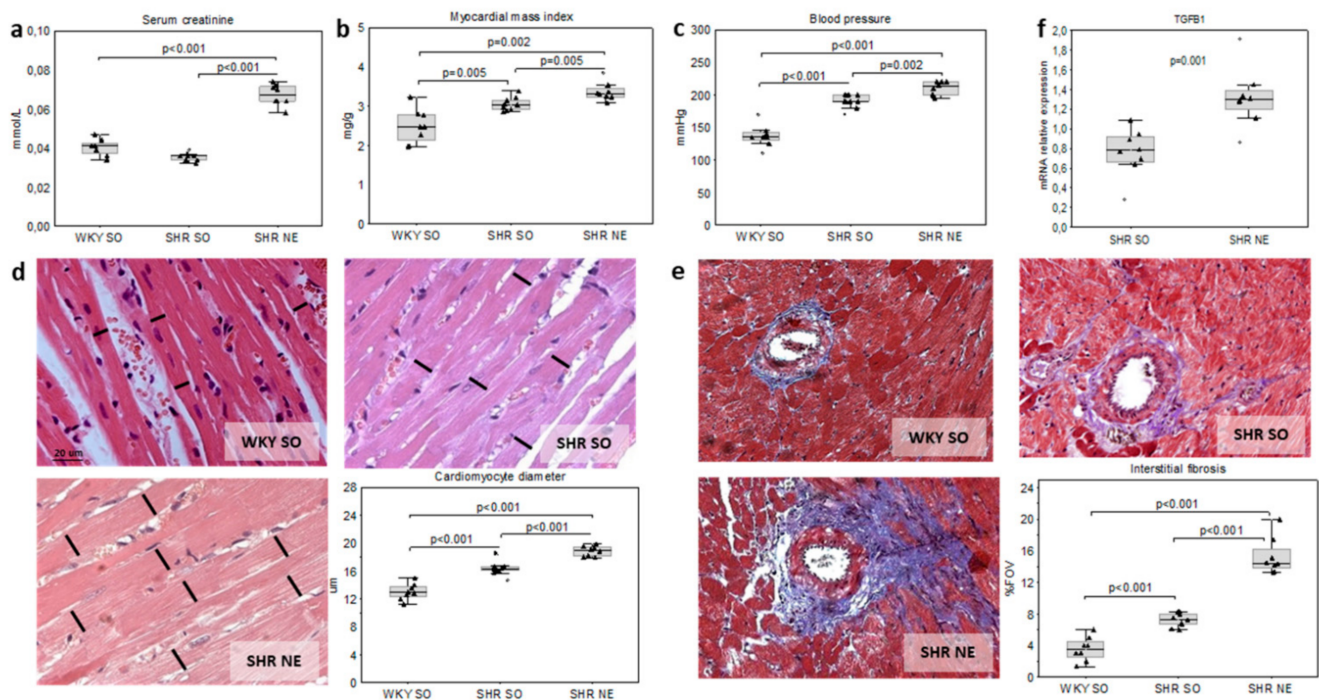 a
Serum creatinine
0,10
0,08
0,06
0,04
0,02
0,00
mmol/L
p<0.001
p<0.001
WKY SO SHR SO SHR NE
b
Myocardial mass index
5
4
3
2
1
0
mg/g
p=0.002
p=0.005
p=0.005
WKY SO SHR SO SHR NE
c
Blood pressure
300
250
200
150
100
50
0
mmHg
p<0.001
p<0.001
p=0.002
WKY SO SHR SO SHR NE
f
TGFB1
2,0
1,8
1,6
1,4
1,2
1,0
0,8
0,6
0,4
0,2
0,0
mRNA relative expression
p=0.001
SHR SO SHR NE
d
20 um
WKY SO
SHR SO
SHR NE
Cardiomyocyte diameter
28
24
20
16
12
8
4
0
um
p<0.001
p<0.001
p<0.001
WKY SO SHR SO SHR NE
e
WKY SO
SHR SO
SHR NE
Interstitial fibrosis
24
20
16
12
8
4
0
%FOV
p<0.001
p<0.001
p<0.001
WKY SO SHR SO SHR NE